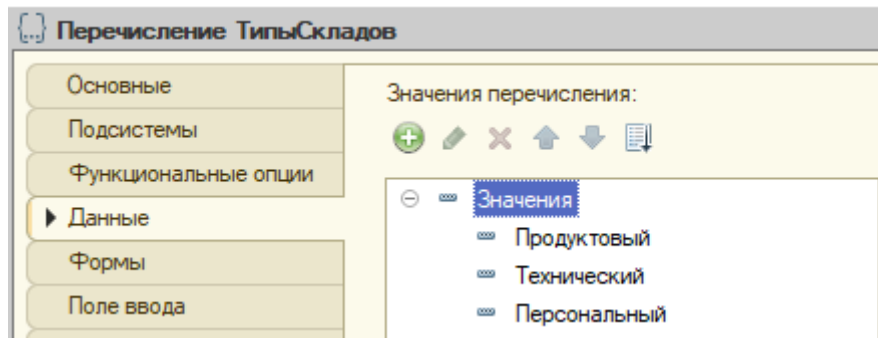 Перечисление ТипыСкладов
Основные
Подсистемы
Функциональные опции
Данные
Формы
Поле ввода
Значения перечисления:
Значения
Продуктовый
Технический
Персональный